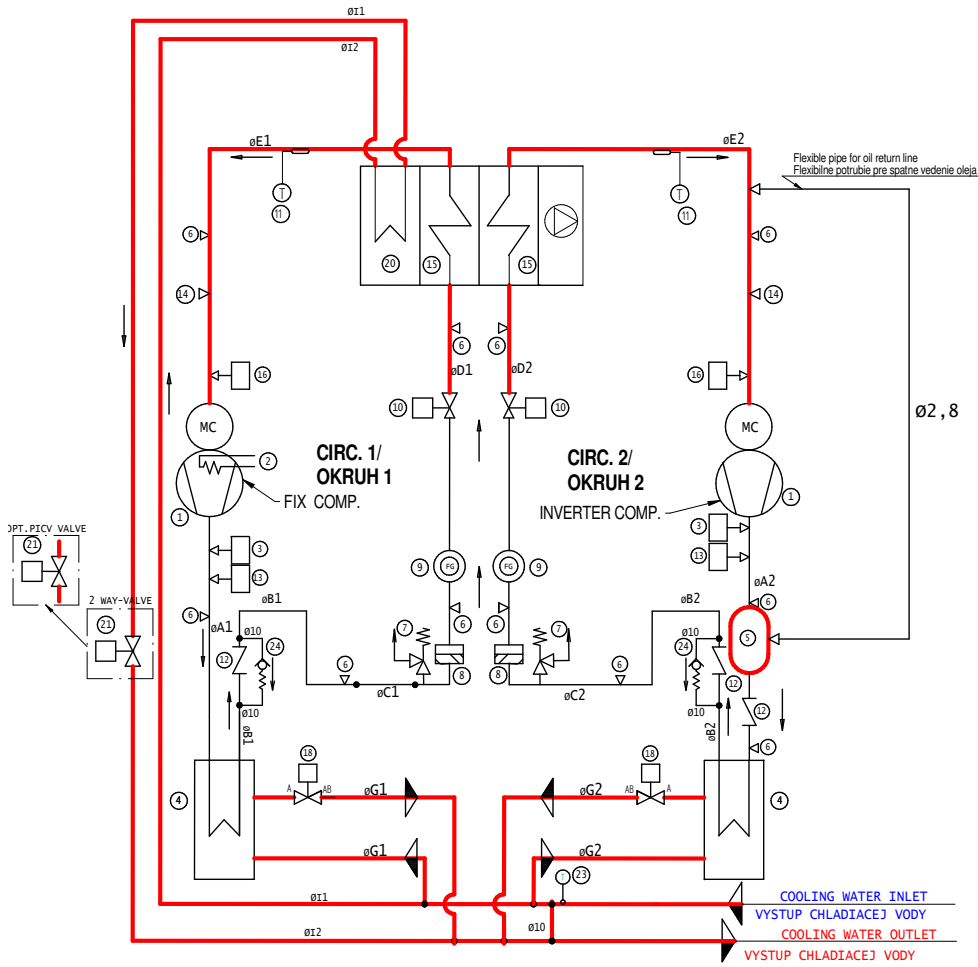 øI1
øI2
øE1
øE2
Flexible pipe for oil return line
Flexibilne potrubie pre spatne vedenie oleja
T
11
T
11
6
6
20
15
15
14
14
6
6
øD1
øD2
16
16
10
10
MC
MC
Ø2,8
CIRC. 1/
OKRUH 1
CIRC. 2/
OKRUH 2
2
FIX COMP.
INVERTER COMP.
1
1
OPT.PICV VALVE
21
3
13
3
13
9
FG
FG
9
øA2
2 WAY-VALVE
21
6
øA1
øB1
6
6
øB2
6
ø10
7
7
ø10
5
12
24
24
12
6
8
8
6
øC1
øC2
ø10
ø10
12
øB1
øB2
6
18
18
4
A
AB
øG1
øG2
AB
A
4
øG1
øG2
T
23
øI1
COOLING WATER INLET
VYSTUP CHLADIACEJ VODY
øI2
ø10
COOLING WATER OUTLET
VYSTUP CHLADIACEJ VODY